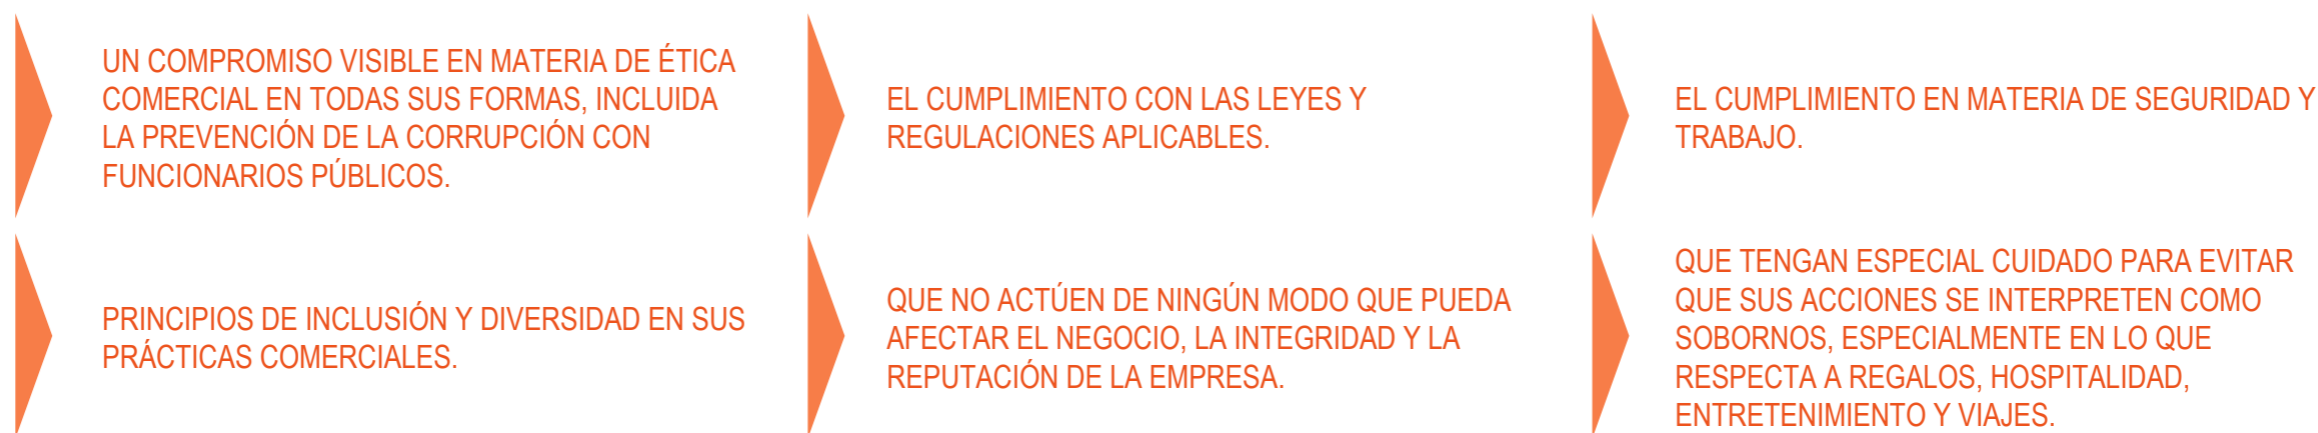 UN COMPROMISO VISIBLE EN MATERIA DE ÉTICA
COMERCIAL EN TODAS SUS FORMAS, INCLUIDA
LA PREVENCIÓN DE LA CORRUPCIÓN CON
FUNCIONARIOS PÚBLICOS.
EL CUMPLIMIENTO CON LAS LEYES Y
REGULACIONES APLICABLES.
EL CUMPLIMIENTO EN MATERIA DE SEGURIDAD Y
TRABAJO.
PRINCIPIOS DE INCLUSIÓN Y DIVERSIDAD EN SUS
PRÁCTICAS COMERCIALES.
QUE NO ACTÚEN DE NINGÚN MODO QUE PUEDA
AFECTAR EL NEGOCIO, LA INTEGRIDAD Y LA
REPUTACIÓN DE LA EMPRESA.
QUE TENGAN ESPECIAL CUIDADO PARA EVITAR
QUE SUS ACCIONES SE INTERPRETEN COMO
SOBORNOS, ESPECIALMENTE EN LO QUE
RESPECTA A REGALOS, HOSPITALIDAD,
ENTRETENIMIENTO Y VIAJES.